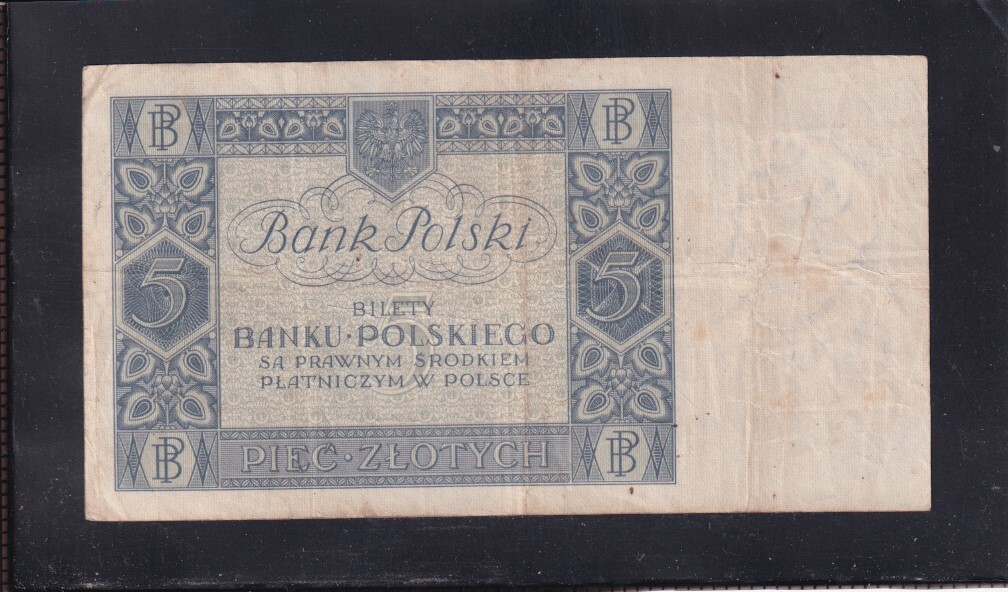 BP BP
Bank Polski
5 5
BILETY
BANKU·POLSKIEGO
SĄ PRAWNYM ŚRODKIEM
PŁATNICZYM W POLSCE
BP PIĘĆ·ZŁOTYCH BP